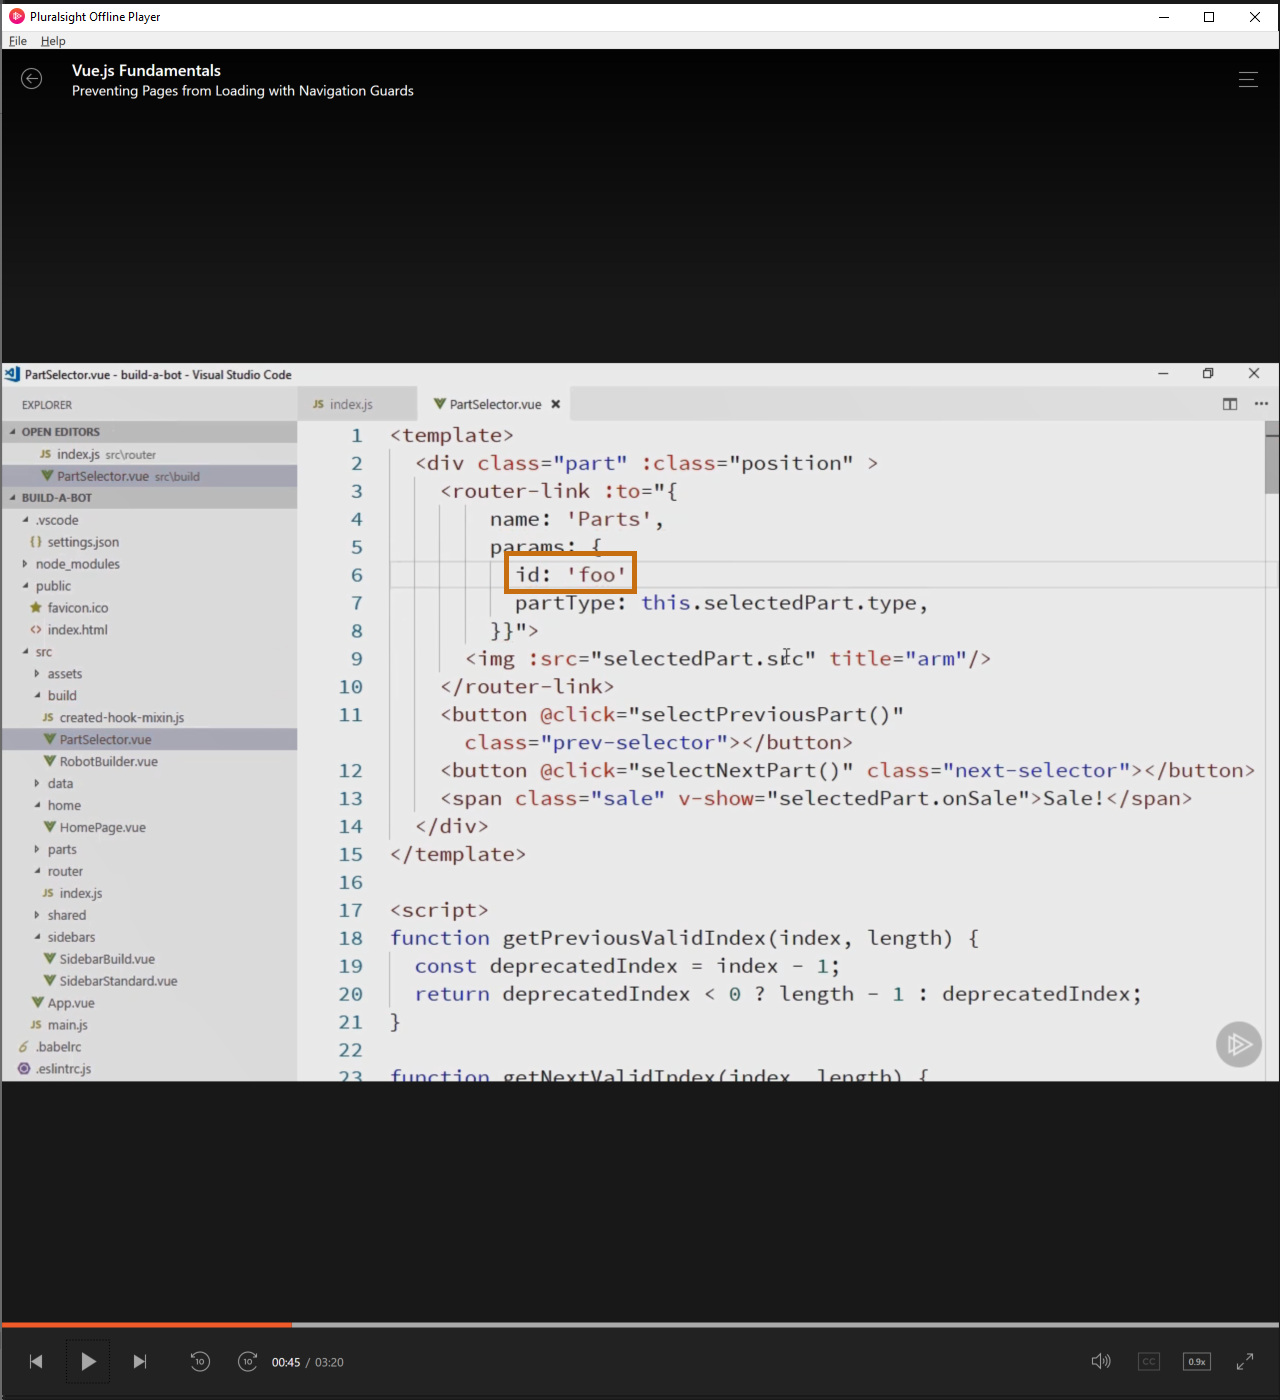 Pluralsight Offline Player
File Help
Vue.js Fundamentals
Preventing Pages from Loading with Navigation Guards
PartSelector.vue - build-a-bot - Visual Studio Code
EXPLORER
JS index.js
PartSelector.vue
OPEN EDITORS
JS index.js src\router
PartSelector.vue src\build
BUILD-A-BOT
.vscode
{} settings.json
node_modules
public
favicon.ico
<> index.html
src
assets
build
JS created-hook-mixin.js
PartSelector.vue
RobotBuilder.vue
data
home
HomePage.vue
parts
router
JS index.js
shared
sidebars
SidebarBuild.vue
SidebarStandard.vue
App.vue
JS main.js
6 .babelrc
.eslintrc.js
1 <template>
2 <div class="part" :class="position" >
3 <router-link :to="{
4 name: 'Parts',
5 params: {
6 id: 'foo'
7 partType: this.selectedPart.type,
8 }}">
9 <img :src="selectedPart.src" title="arm"/>
10 </router-link>
11 <button @click="selectPreviousPart()"
class="prev-selector"></button>
12 <button @click="selectNextPart()" class="next-selector"></button>
13 <span class="sale" v-show="selectedPart.onSale">Sale!</span>
14 </div>
15 </template>
16
17 <script>
18 function getPreviousValidIndex(index, length) {
19 const deprecatedIndex = index - 1;
20 return deprecatedIndex < 0 ? length - 1 : deprecatedIndex;
21 }
22
23 function getNextValidIndex(index, length) {
10
10
00:45 / 03:20
CC
0.9x